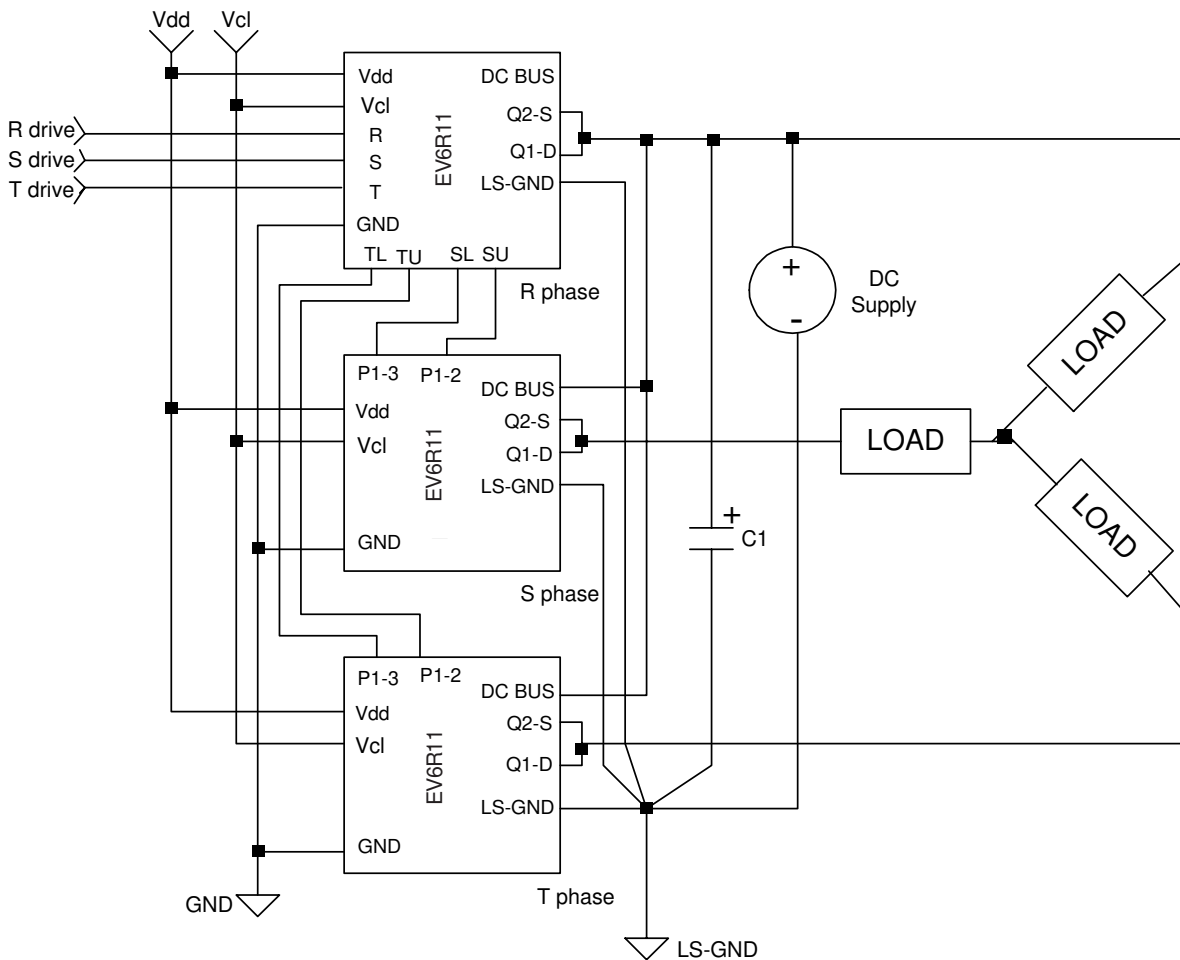 Vdd
Vcl
R drive
S drive
T drive
Vdd
Vcl
R
S
T
GND
TL
TU
SL
SU
EV6R11
DC BUS
Q2-S
Q1-D
LS-GND
R phase
+
-
DC
Supply
LOAD
P1-3
P1-2
Vdd
Vcl
GND
EV6R11
DC BUS
Q2-S
Q1-D
LS-GND
S phase
LOAD
+
C1
LOAD
P1-3
P1-2
Vdd
Vcl
GND
EV6R11
DC BUS
Q2-S
Q1-D
LS-GND
T phase
GND
LS-GND